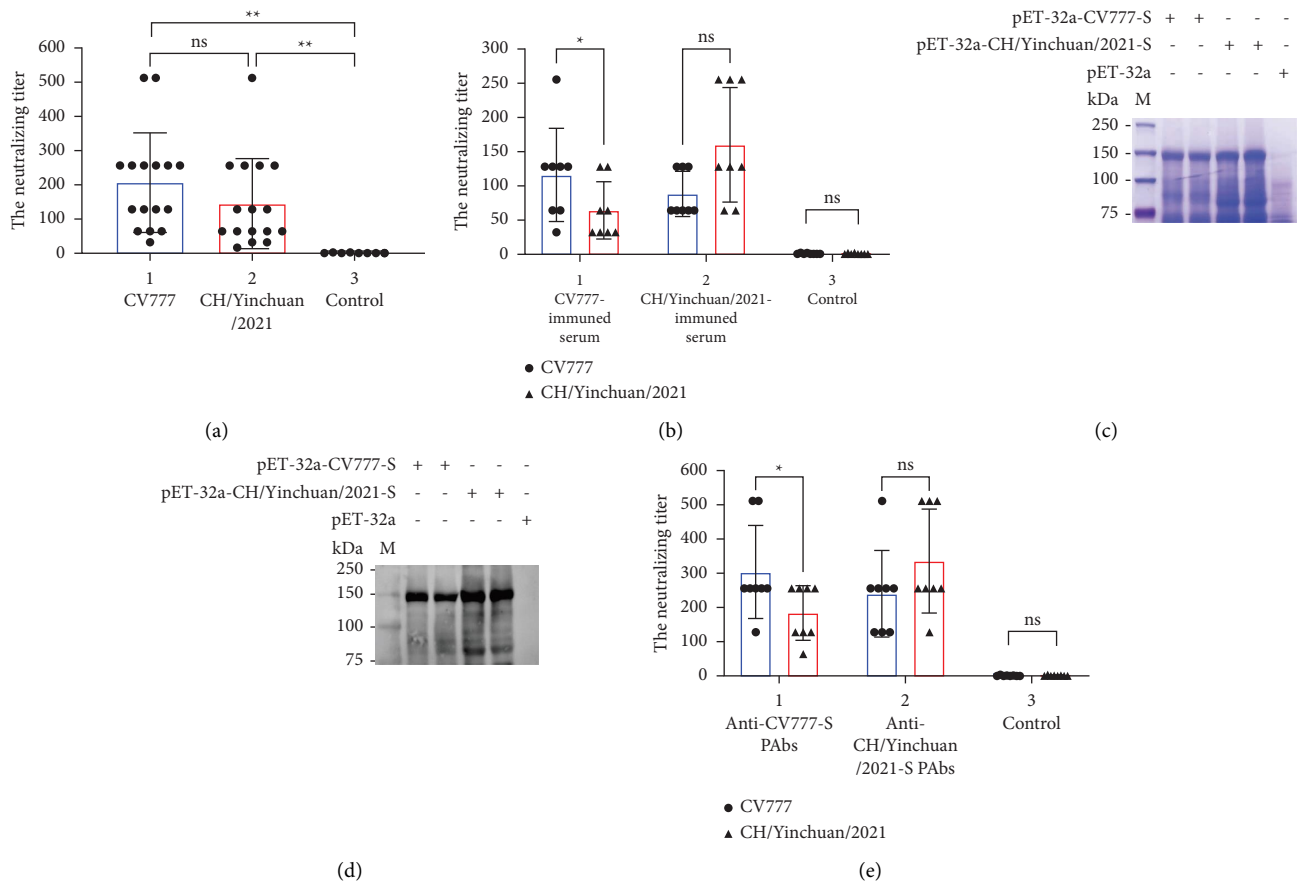 **
ns
**
600
500
400
300
200
100
0
The neutralizing titer
1
2
3
CV777
CH/Yinchuan
/2021
Control
(a)
*
ns
ns
300
250
200
150
100
50
0
The neutralizing titer
1
2
3
CV777-
immuned
serum
CH/Yinchuan/2021-
immuned
serum
Control
● CV777
▲ CH/Yinchuan/2021
(b)
pET-32a-CV777-S + + - - -
pET-32a-CH/Yinchuan/2021-S - - + + -
pET-32a - - - - +
kDa M
250 -
150 -
100 -
75 -
(c)
pET-32a-CV777-S + + - - -
pET-32a-CH/Yinchuan/2021-S - - + + -
pET-32a - - - - +
kDa M
250 -
150 -
100 -
75 -
(d)
*
ns
ns
600
500
400
300
200
100
0
The neutralizing titer
1
2
3
Anti-CV777-S
PAbs
Anti-
CH/Yinchuan
/2021-S PAbs
Control
● CV777
▲ CH/Yinchuan/2021
(e)